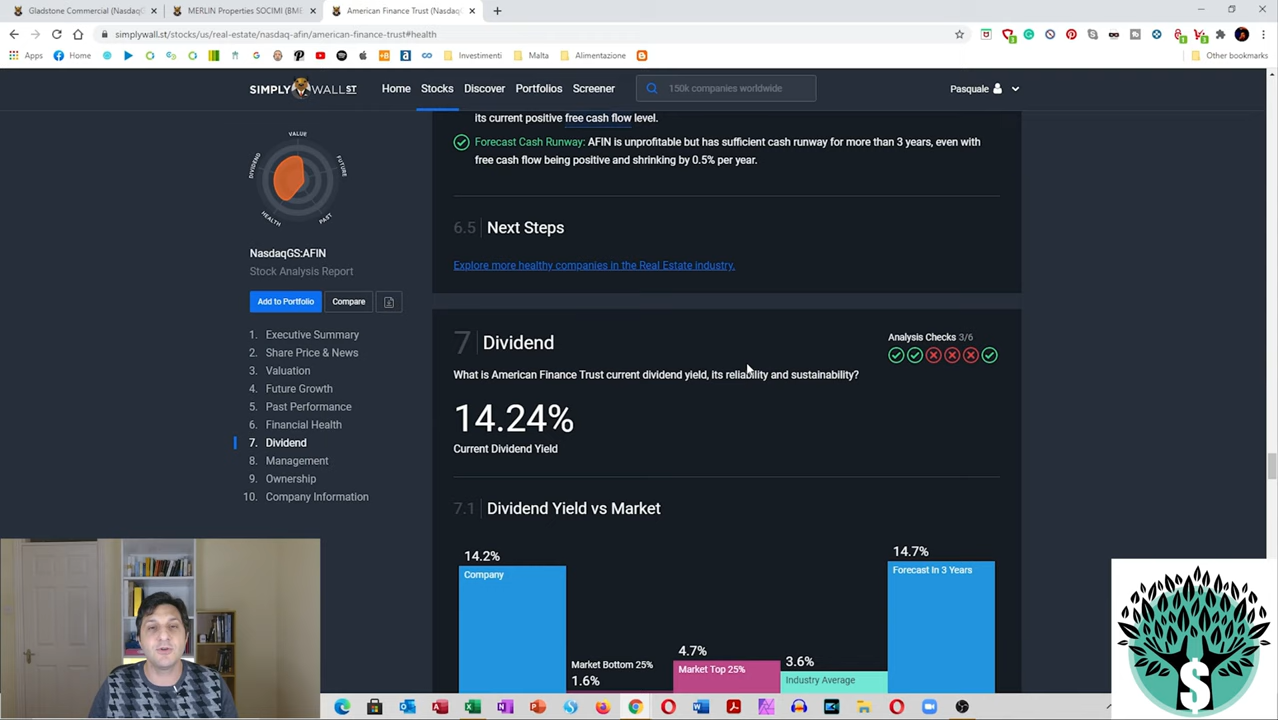 Gladstone Commercial (NasdaqG
MERLIN Properties SOCIMI (BME
American Finance Trust (Nasdaq
simplywall.st/stocks/us/real-estate/nasdaq-afin/american-finance-trust#health
Apps
Home
Investimenti
Malta
Alimentazione
Other bookmarks
SIMPLY WALL ST
Home
Stocks
Discover
Portfolios
Screener
150k companies worldwide
Pasquale
VALUE
FUTURE
PAST
HEALTH
DIVIDEND
NasdaqGS:AFIN
Stock Analysis Report
Add to Portfolio
Compare
1. Executive Summary
2. Share Price & News
3. Valuation
4. Future Growth
5. Past Performance
6. Financial Health
7. Dividend
8. Management
9. Ownership
10. Company Information
its current positive free cash flow level.
Forecast Cash Runway: AFIN is unprofitable but has sufficient cash runway for more than 3 years, even with
free cash flow being positive and shrinking by 0.5% per year.
6.5 Next Steps
Explore more healthy companies in the Real Estate industry.
7 Dividend
Analysis Checks 3/6
What is American Finance Trust current dividend yield, its reliability and sustainability?
14.24%
Current Dividend Yield
7.1 Dividend Yield vs Market
14.2%
Company
Market Bottom 25%
1.6%
4.7%
Market Top 25%
3.6%
Industry Average
14.7%
Forecast In 3 Years
$